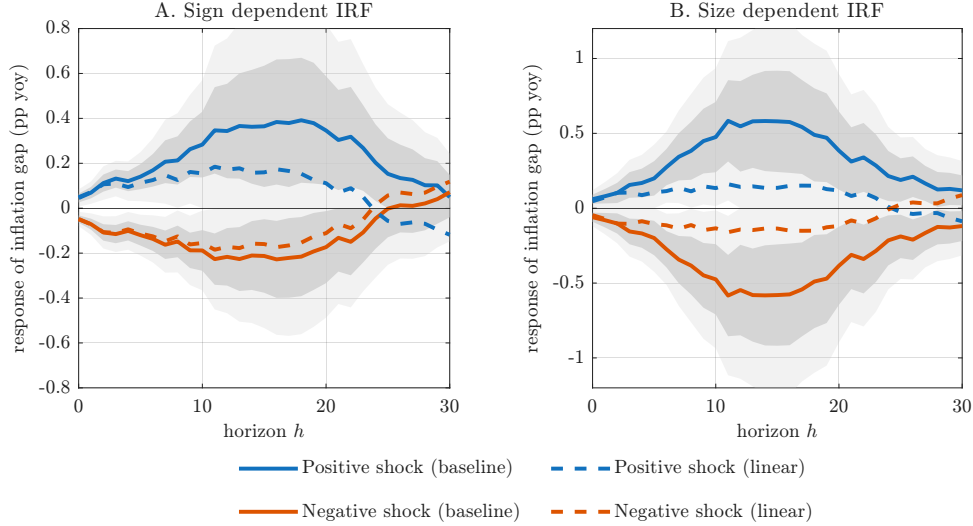 A. Sign dependent IRF
0.8
0.6
0.4
0.2
0
-0.2
-0.4
-0.6
-0.8
response of inflation gap (pp yoy)
0 10 20 30
horizon h
B. Size dependent IRF
1
0.5
0
-0.5
-1
response of inflation gap (pp yoy)
0 10 20 30
horizon h
Positive shock (baseline) Positive shock (linear)
Negative shock (baseline) Negative shock (linear)